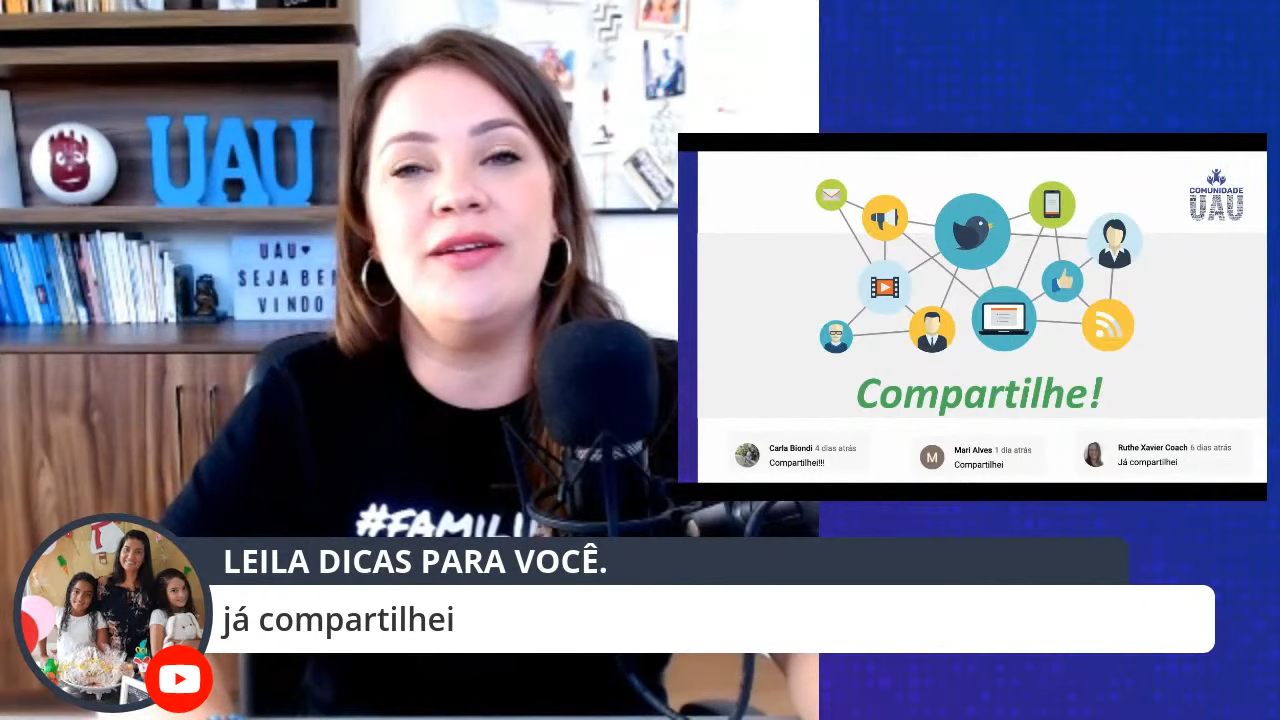 UAU
UAU♥
SEJA BE
VINDO
#FAMILI
COMUNIDADE
UAU
Compartilhe!
Carla Biondi 4 dias atrás
Compartilhei!!!
M
Mari Alves 1 dia atrás
Compartilhei
Ruthe Xavier Coach 6 dias atrás
Já compartilhei
LEILA DICAS PARA VOCÊ.
já compartilhei